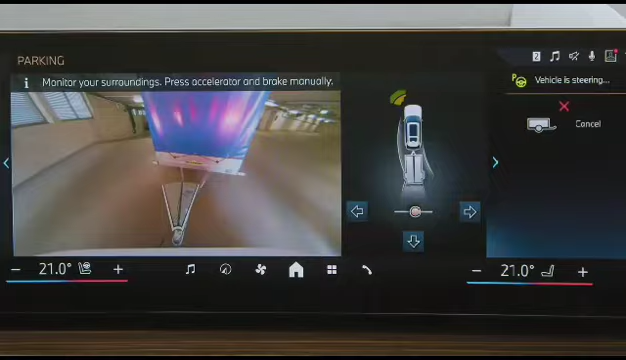 PARKING
Monitor your surroundings. Press accelerator and brake manually.
Vehicle is steering...
Cancel
21.0°
21.0°